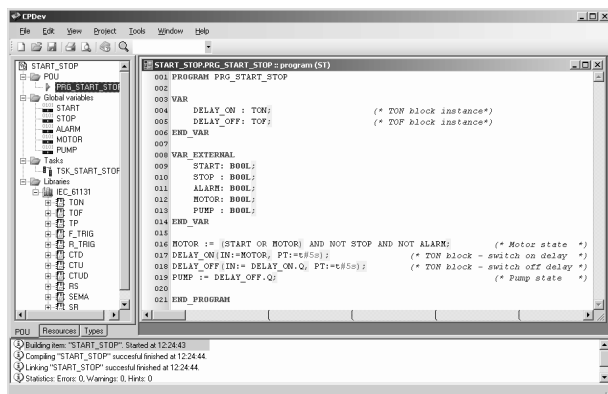 CPDev
File Edit View Project Tools Window Help
START_STOP
POU
PRG_START_STOP
Global variables
START
STOP
ALARM
MOTOR
PUMP
Tasks
TSK_START_STOP
Libraries
IEC_61131
TON
TOF
TP
F_TRIG
R_TRIG
CTD
CTU
CTUD
RS
SEMA
SR
POU Resources Types
START_STOP.PRG_START_STOP :: program (ST)
001 PROGRAM PRG_START_STOP
002
003 VAR
004 DELAY_ON : TON; (* TON block instance*)
005 DELAY_OFF: TOF; (* TOF block instance*)
006 END_VAR
007
008 VAR_EXTERNAL
009 START: BOOL;
010 STOP : BOOL;
011 ALARM: BOOL;
012 MOTOR: BOOL;
013 PUMP : BOOL;
014 END_VAR
015
016 MOTOR := (START OR MOTOR) AND NOT STOP AND NOT ALARM; (* Motor state *)
017 DELAY_ON(IN:=MOTOR, PT:=t#5s); (* TON block - switch on delay *)
018 DELAY_OFF(IN:= DELAY_ON.Q, PT:=t#5s); (* TON block - switch off delay *)
019 PUMP := DELAY_OFF.Q; (* Pump state *)
020
021 END_PROGRAM
Building item: "START_STOP". Started at 12:24:43
Compiling "START_STOP" succesful finished at 12:24:44.
Linking "START_STOP" succesful finished at 12:24:44.
Statistics: Errors: 0, Warnings: 0, Hints: 0